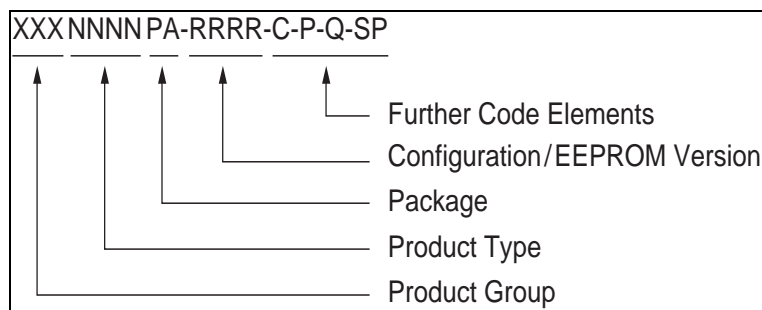 XXX NNNN PA-RRRR-C-P-Q-SP
Further Code Elements
Configuration/EEPROM Version
Package
Product Type
Product Group